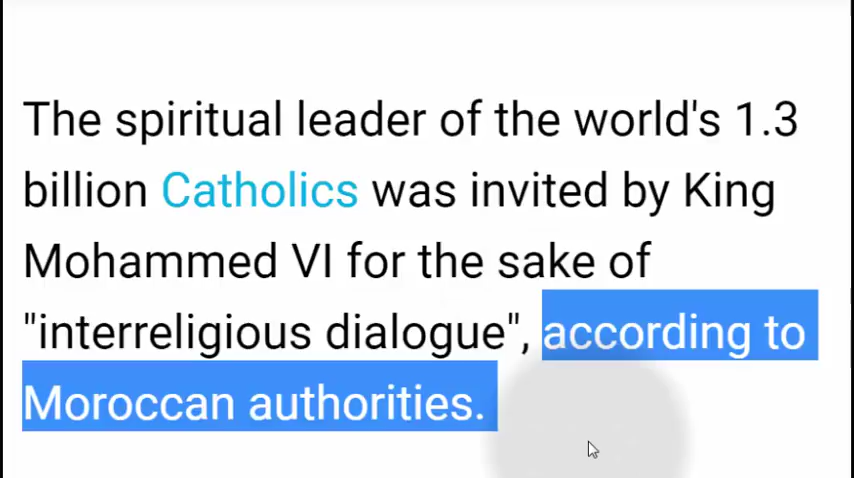 The spiritual leader of the world's 1.3
billion Catholics was invited by King
Mohammed VI for the sake of
"interreligious dialogue", according to
Moroccan authorities.